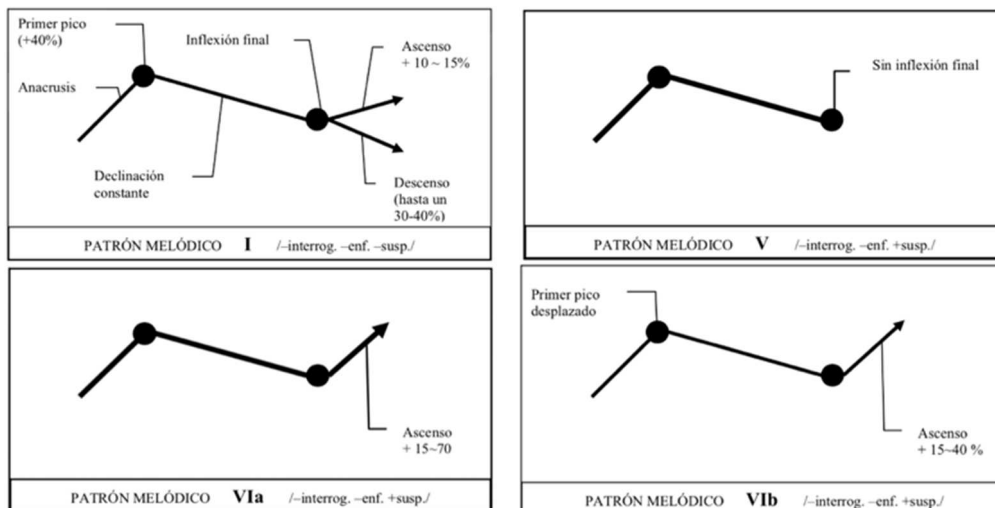 Primer pico
(+40%)
Inflexión final
Ascenso
+ 10 ~ 15%
Anacrusis
Declinación
constante
Descenso
(hasta un
30-40%)
PATRÓN MELÓDICO I /–interrog. –enf. –susp./
Sin inflexión final
PATRÓN MELÓDICO V /–interrog. –enf. +susp./
Ascenso
+ 15~70
PATRÓN MELÓDICO VIa /–interrog. –enf. +susp./
Primer pico
desplazado
Ascenso
+ 15~40 %
PATRÓN MELÓDICO VIb /–interrog. –enf. +susp./